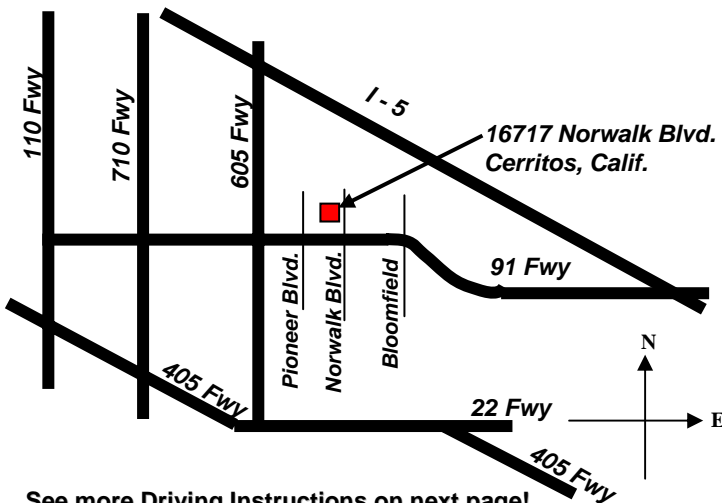 110 Fwy
710 Fwy
605 Fwy
I - 5
16717 Norwalk Blvd.
Cerritos, Calif.
Pioneer Blvd.
Norwalk Blvd.
Bloomfield
91 Fwy
405 Fwy
22 Fwy
405 Fwy
N
E
See more Driving Instructions on next page!